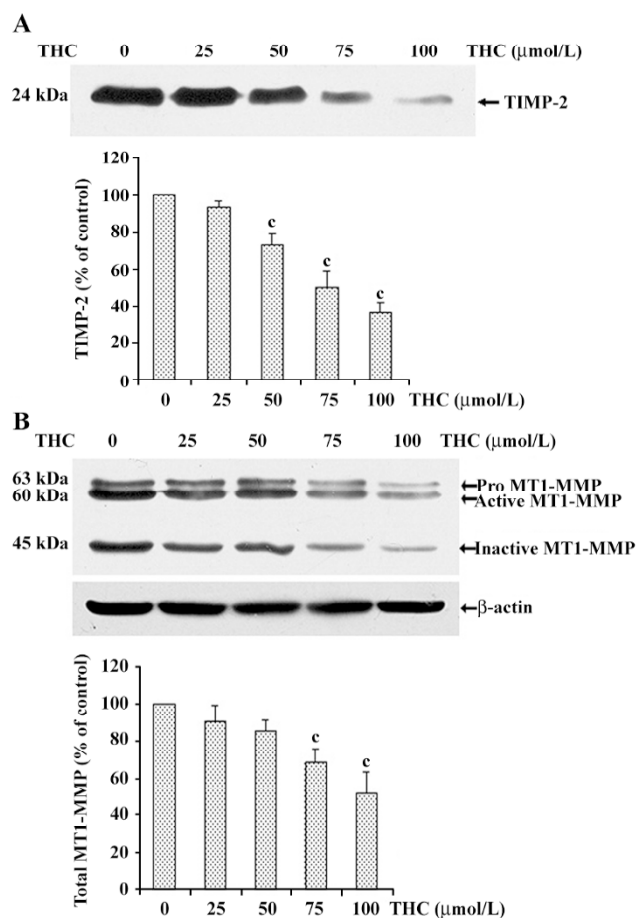 A
THC 0 25 50 75 100 THC (μmol/L)
24 kDa
TIMP-2
TIMP-2 (% of control)
120
100
80
60
40
20
0
c
c
c
0 25 50 75 100 THC (μmol/L)
B
THC 0 25 50 75 100 THC (μmol/L)
63 kDa
60 kDa
45 kDa
Pro MT1-MMP
Active MT1-MMP
Inactive MT1-MMP
β-actin
Total MT1-MMP (% of control)
120
100
80
60
40
20
0
c
c
0 25 50 75 100 THC (μmol/L)